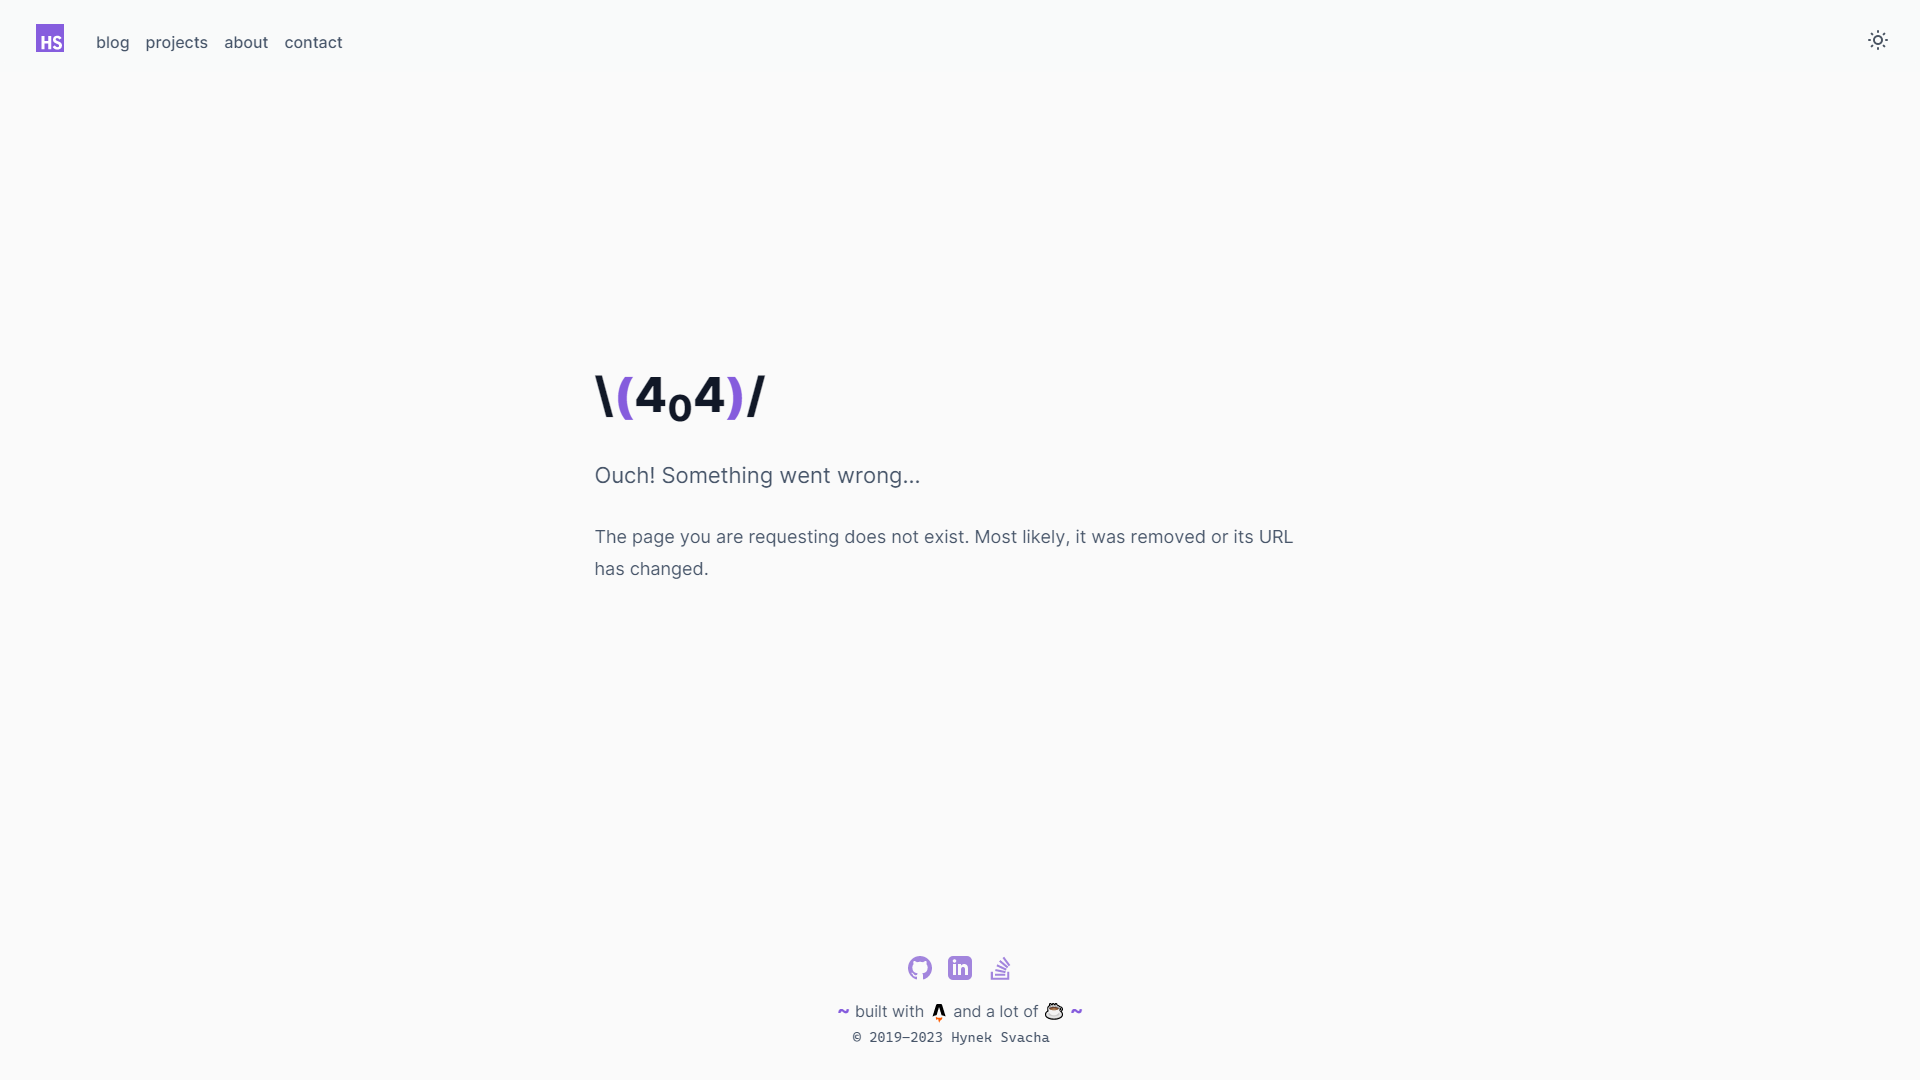 HS
blog projects about contact
\(404)/
Ouch! Something went wrong...
The page you are requesting does not exist. Most likely, it was removed or its URL
has changed.
in
~ built with and a lot of ~
© 2019–2023 Hynek Svacha